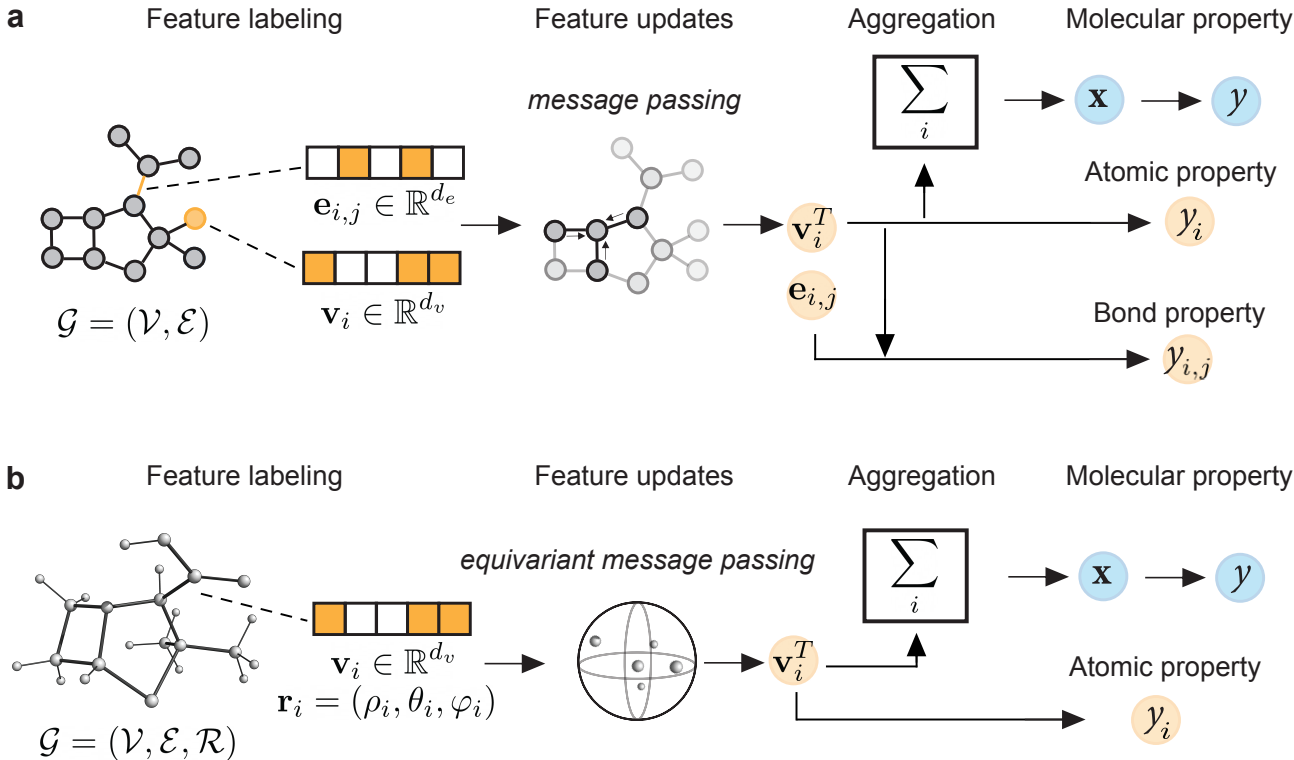 a
Feature labeling
Feature updates
Aggregation
Molecular property
message passing
∑
i
x
y
e_{i,j} ∈ ℝ^{d_e}
v_i ∈ ℝ^{d_v}
G = (V, E)
v_i^T
e_{i,j}
Atomic property
y_i
Bond property
y_{i,j}
b
Feature labeling
Feature updates
Aggregation
Molecular property
equivariant message passing
∑
i
x
y
v_i ∈ ℝ^{d_v}
r_i = (ρ_i, θ_i, φ_i)
G = (V, E, R)
v_i^T
Atomic property
y_i